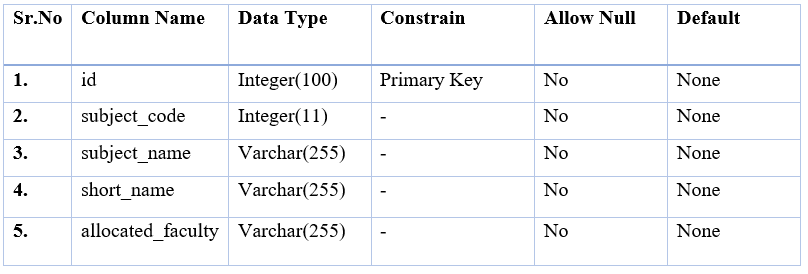 Sr.No Column Name Data Type Constrain Allow Null Default
1. id Integer(100) Primary Key No None
2. subject_code Integer(11) - No None
3. subject_name Varchar(255) - No None
4. short_name Varchar(255) - No None
5. allocated_faculty Varchar(255) - No None